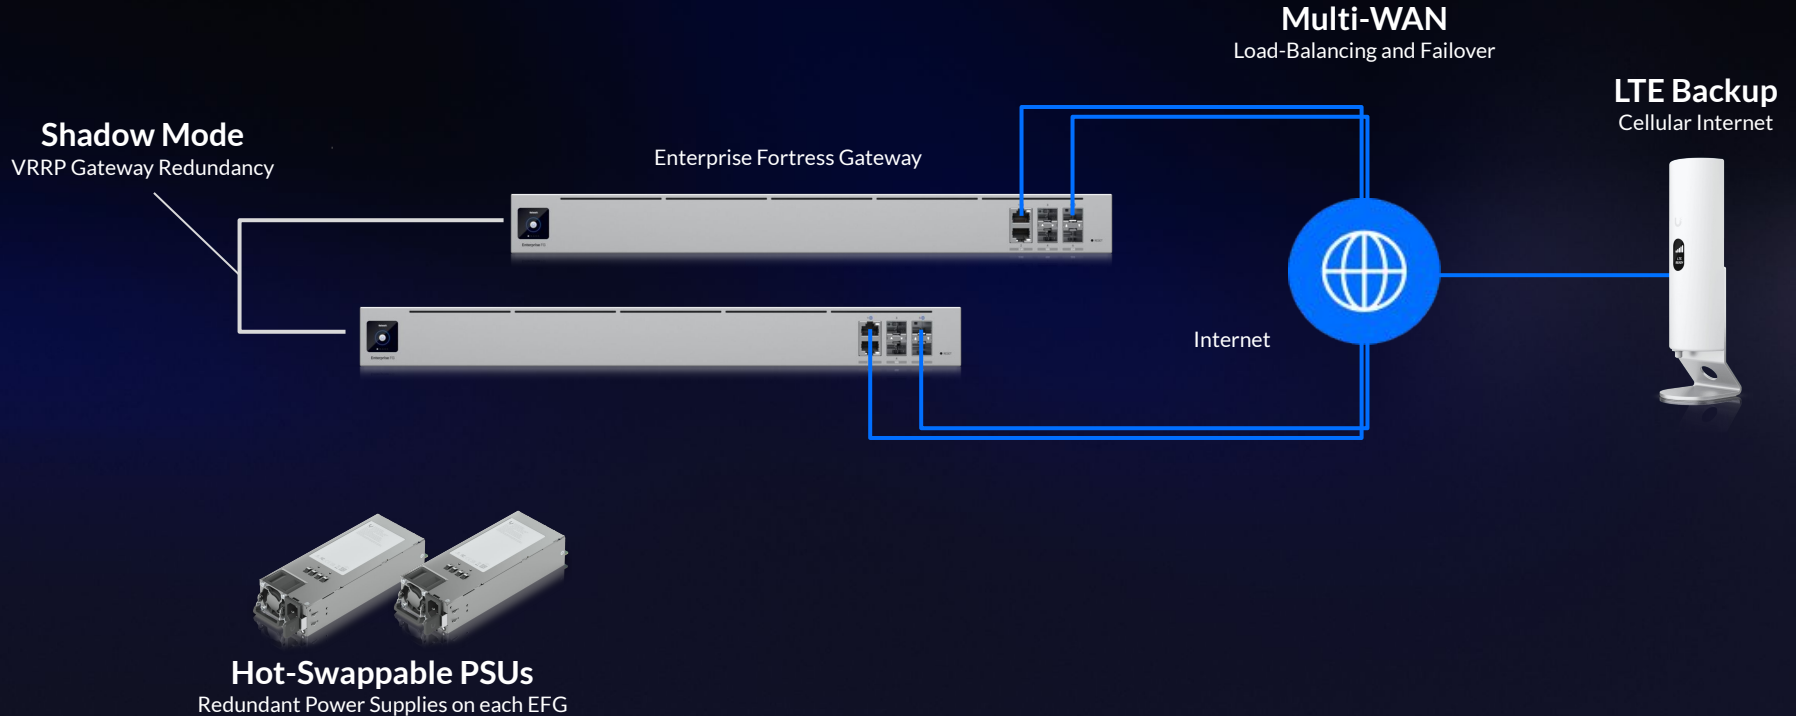 Multi-WAN
Load-Balancing and Failover
LTE Backup
Cellular Internet
Shadow Mode
VRRP Gateway Redundancy
Enterprise Fortress Gateway
Internet
Hot-Swappable PSUs
Redundant Power Supplies on each EFG